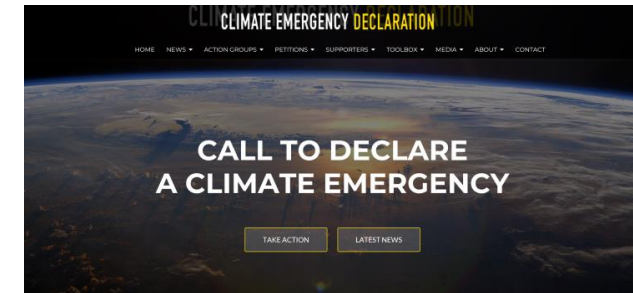 CLIMATE EMERGENCY DECLARATION
HOME NEWS ACTION GROUPS PETITIONS SUPPORTERS TOOLBOX MEDIA ABOUT CONTACT
CALL TO DECLARE
A CLIMATE EMERGENCY
TAKE ACTION LATEST NEWS